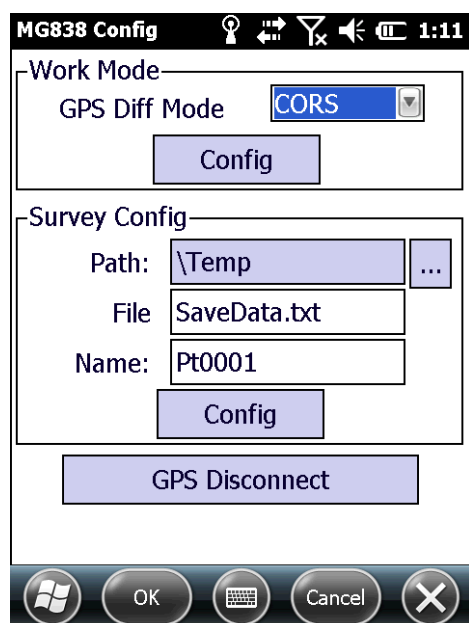 MG838 Config 1:11
Work Mode
GPS Diff Mode CORS
Config
Survey Config
Path: \Temp ...
File SaveData.txt
Name: Pt0001
Config
GPS Disconnect
OK Cancel